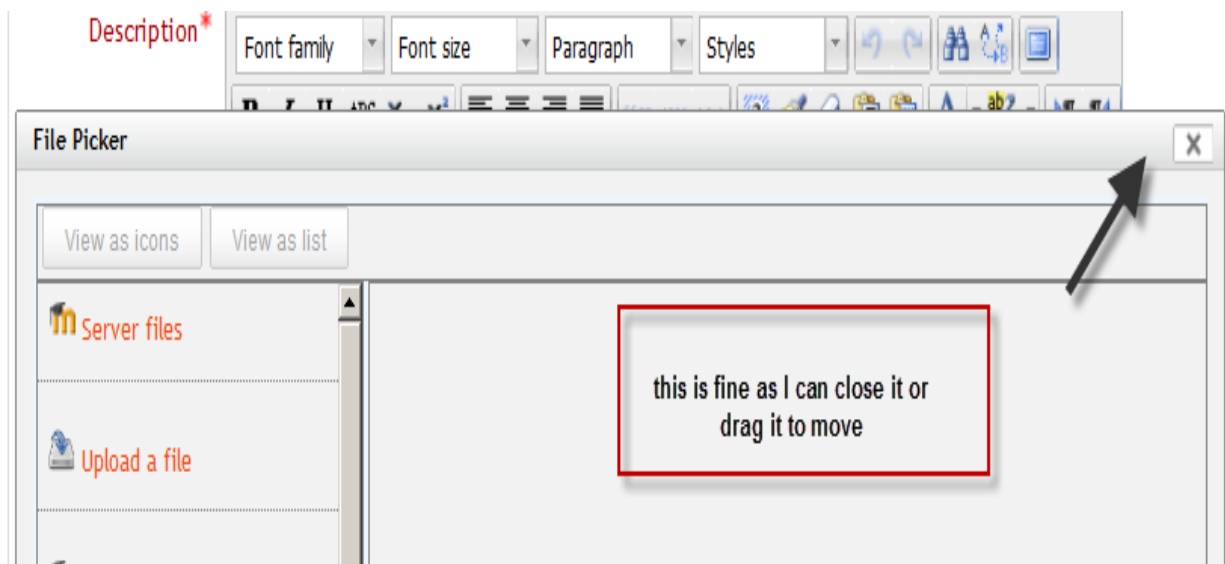 Description*
Font family Font size Paragraph Styles
File Picker
View as icons View as list
Server files
this is fine as I can close it or
drag it to move
Upload a file